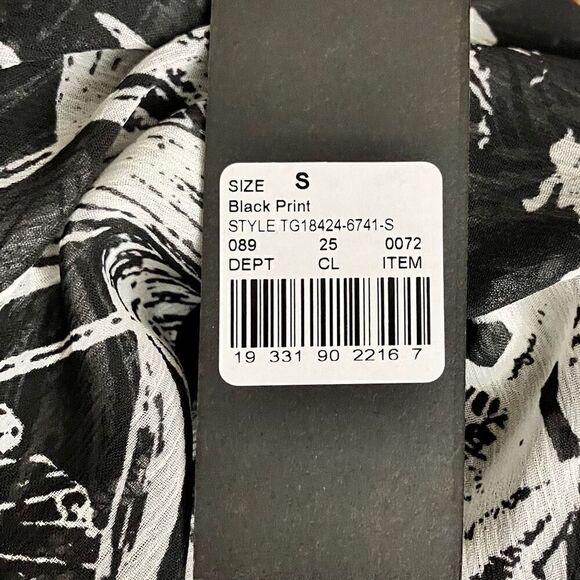 SIZE S
Black Print
STYLE TG18424-6741-S
089 25 0072
DEPT CL ITEM
19 331 90 2216 7